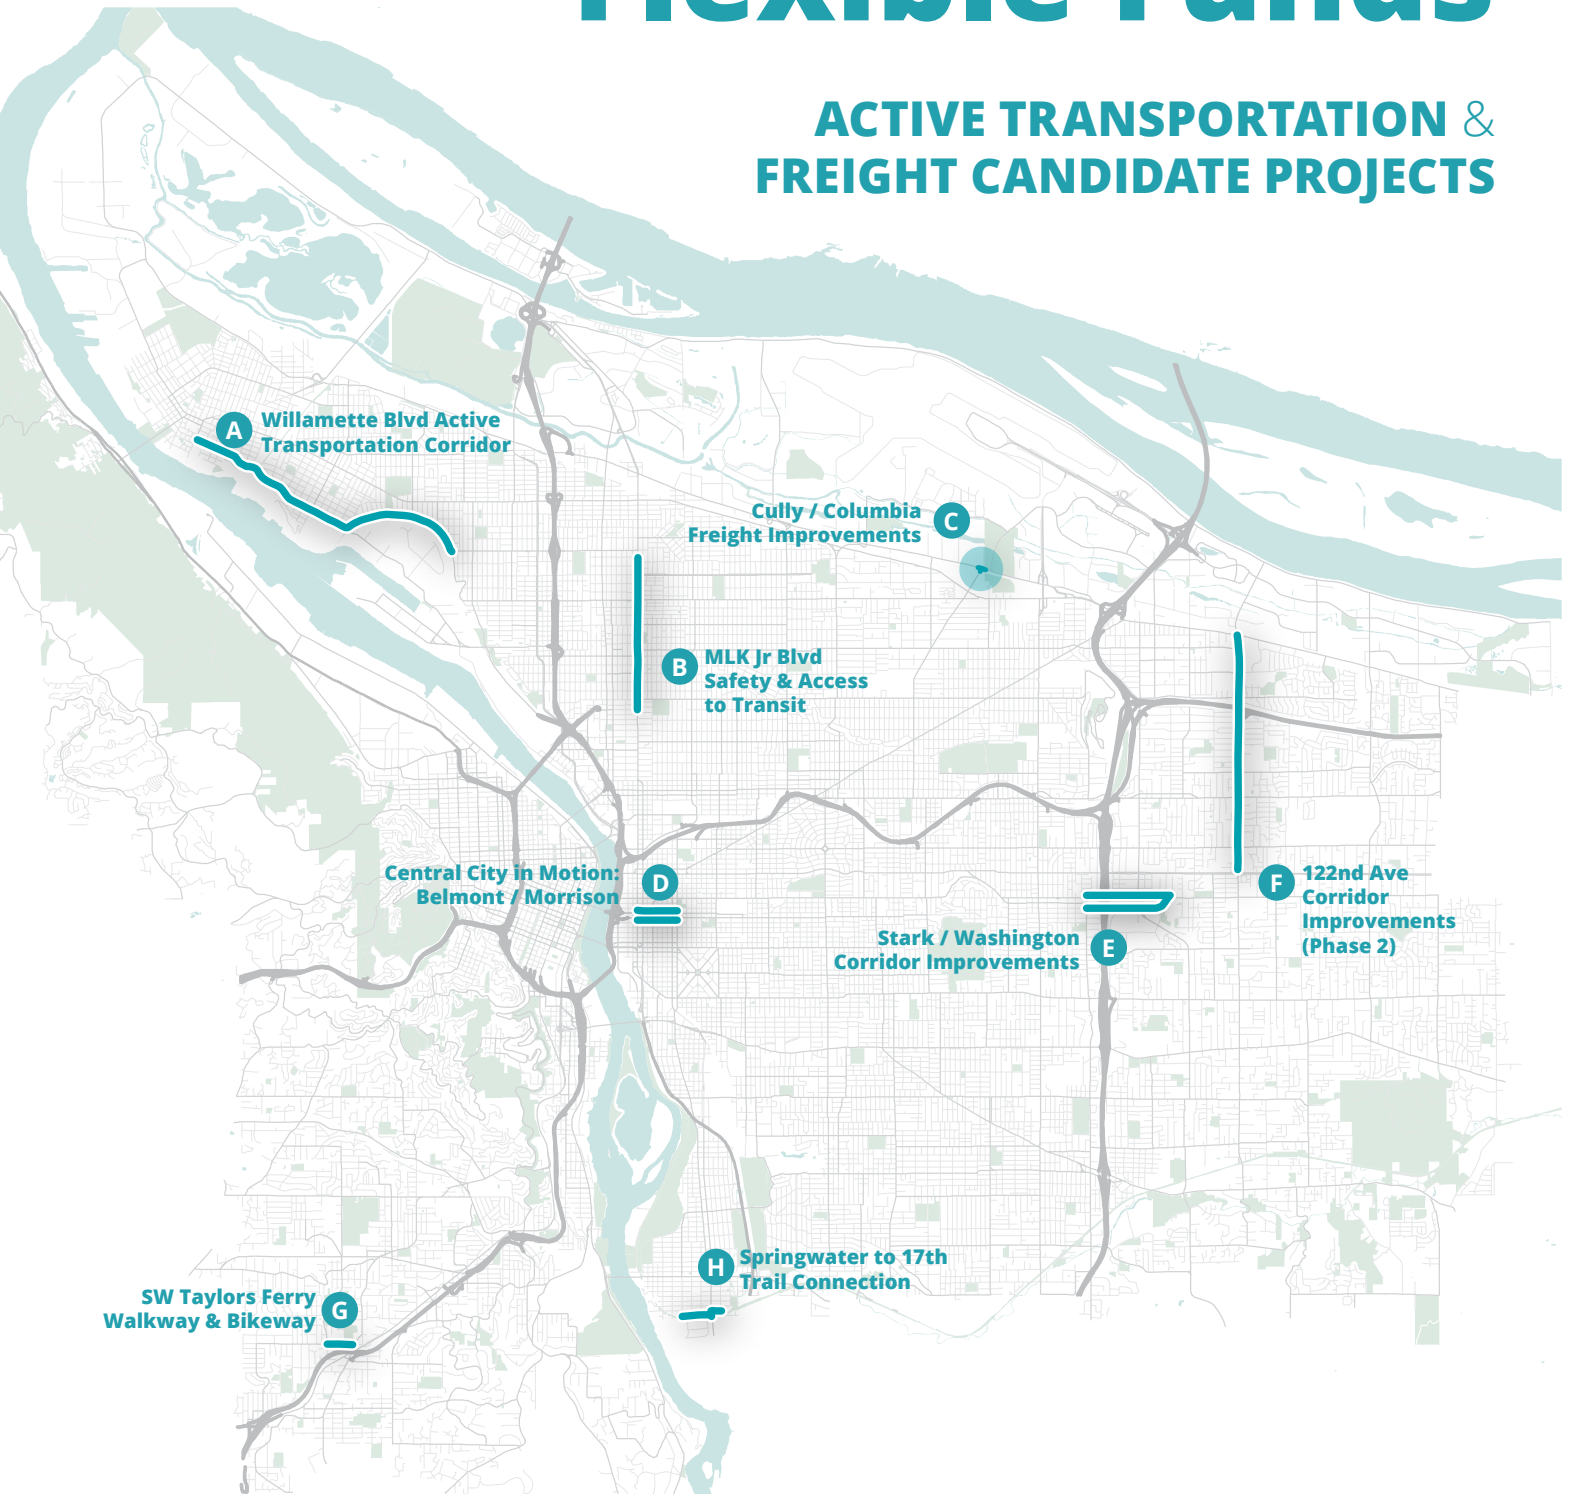 Flexible Funds
ACTIVE TRANSPORTATION &
FREIGHT CANDIDATE PROJECTS
A
Willamette Blvd Active
Transportation Corridor
Cully / Columbia
Freight Improvements
C
B
MLK Jr Blvd
Safety & Access
to Transit
Central City in Motion:
Belmont / Morrison
D
F
122nd Ave
Corridor
Improvements
(Phase 2)
Stark / Washington
Corridor Improvements
E
H
Springwater to 17th
Trail Connection
SW Taylors Ferry
Walkway & Bikeway
G